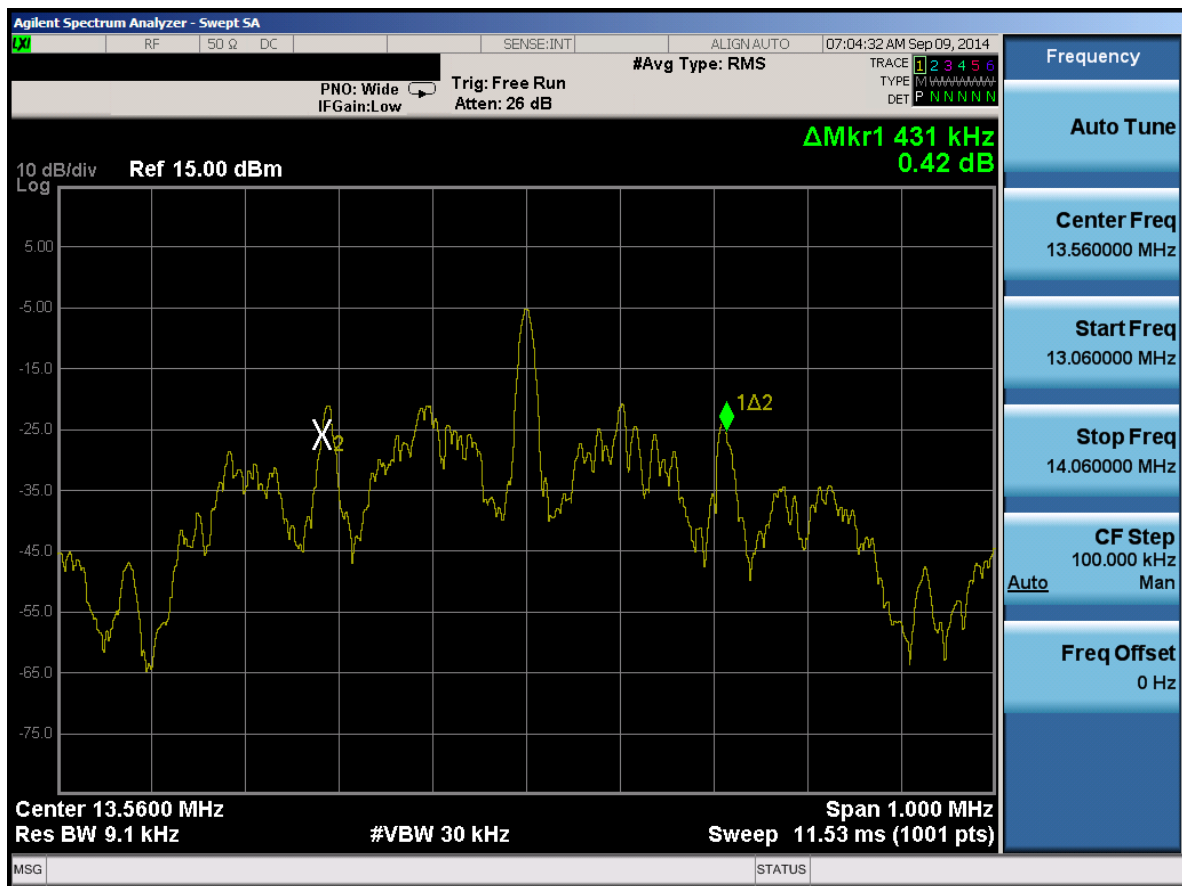 Agilent Spectrum Analyzer - Swept SA
LXI RF 50 Ω DC SENSE:INT ALIGN AUTO 07:04:32 AM Sep 09, 2014
#Avg Type: RMS
TRACE 1 2 3 4 5 6
PNO: Wide
Trig: Free Run
TYPE M WWWWW
IFGain:Low
Atten: 26 dB
DET P N N N N N
ΔMkr1 431 kHz
0.42 dB
10 dB/div Ref 15.00 dBm
Log
5.00
-5.00
-15.0
-25.0
-35.0
-45.0
-55.0
-65.0
-75.0
X2
1Δ2
Center 13.5600 MHz
Span 1.000 MHz
Res BW 9.1 kHz
#VBW 30 kHz
Sweep 11.53 ms (1001 pts)
MSG
STATUS
Frequency
Auto Tune
Center Freq
13.560000 MHz
Start Freq
13.060000 MHz
Stop Freq
14.060000 MHz
CF Step
100.000 kHz
Auto Man
Freq Offset
0 Hz